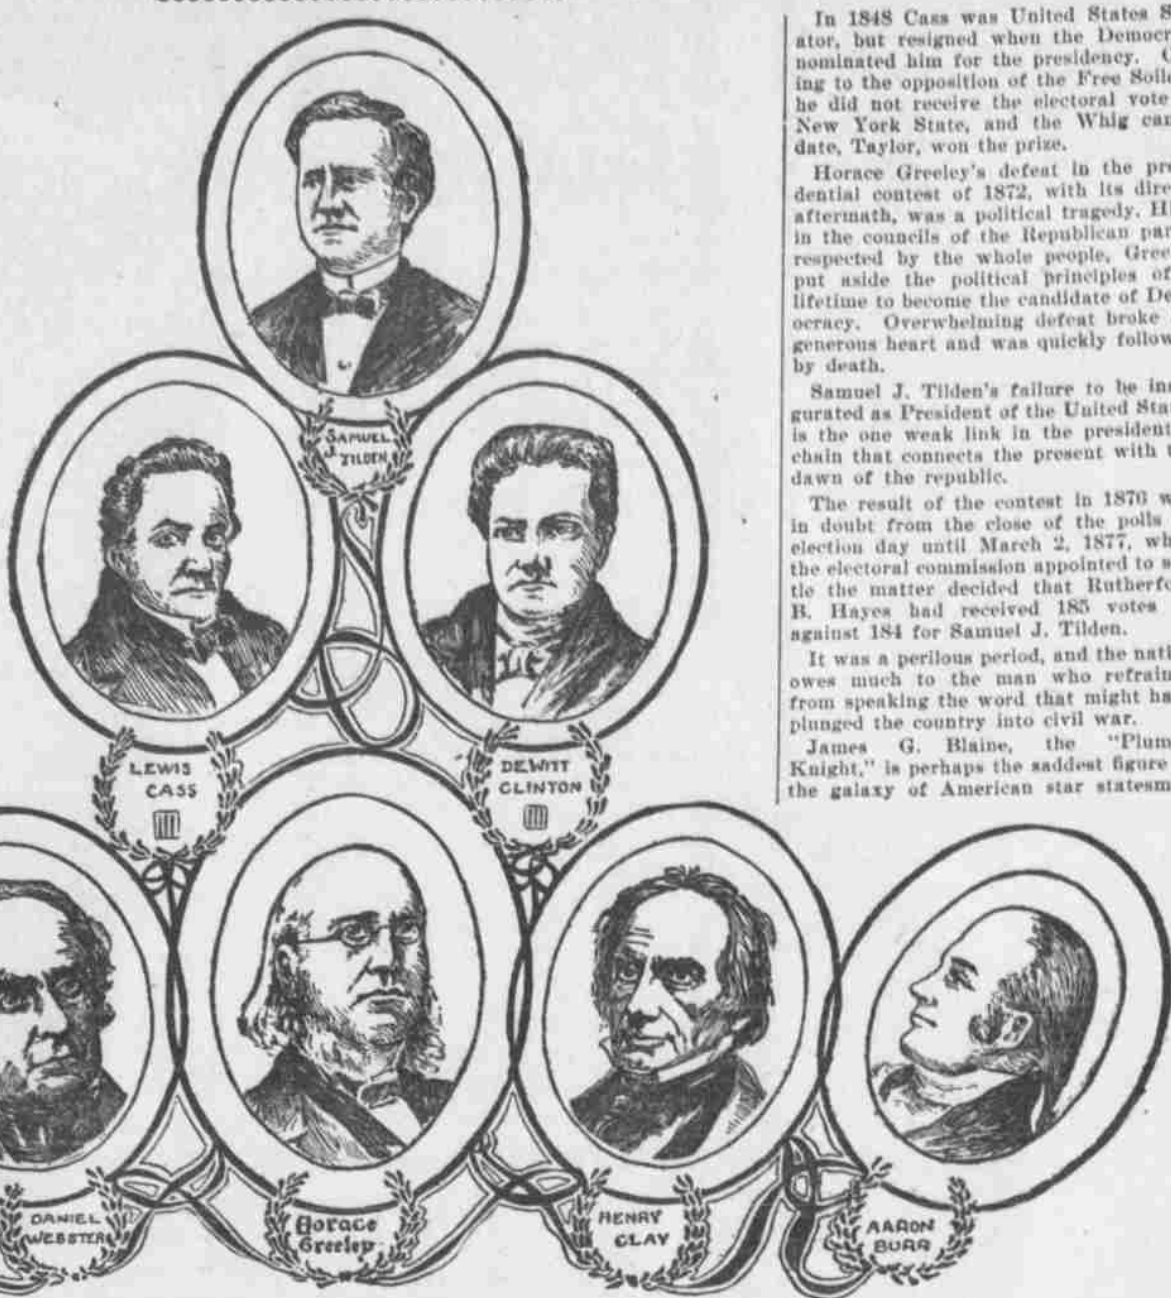 In 1848 Cass was United States S
ator, but resigned when the Democr
nominated him for the presidency.
ing to the opposition of the Free Soile
he did not receive the electoral vote
New York State, and the Whig can
date, Taylor, won the prize.
Horace Greeley's defeat in the pre
dential contest of 1872, with its dire
aftermath, was a political tragedy. H
in the councils of the Republican par
respected by the whole people, Gree
put aside the political principles o
lifetime to become the candidate of De
ocracy. Overwhelming defeat broke
generous heart and was quickly follow
by death.
Samuel J. Tilden's failure to be in
gurated as President of the United Sta
is the one weak link in the president
chain that connects the present with t
dawn of the republic.
The result of the contest in 1876 w
in doubt from the close of the polls
election day until March 2, 1877, wh
the electoral commission appointed to s
tle the matter decided that Rutherfo
B. Hayes had received 185 votes
against 184 for Samuel J. Tilden.
It was a perilous period, and the nati
owes much to the man who refrain
from speaking the word that might ha
plunged the country into civil war.
James G. Blaine, the "Plum
Knight," is perhaps the saddest figure
the galaxy of American star statesm
SAMUEL
J. TILDEN
LEWIS
CASS
DEWITT
CLINTON
DANIEL
WEBSTER
Horace
Greeley
HENRY
CLAY
AARON
BURR